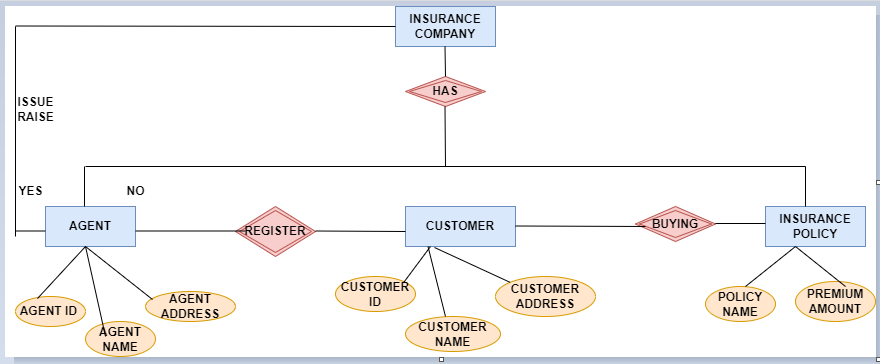 INSURANCE
COMPANY
HAS
ISSUE
RAISE
YES
NO
AGENT
REGISTER
CUSTOMER
BUYING
INSURANCE
POLICY
AGENT ID
AGENT
NAME
AGENT
ADDRESS
CUSTOMER
ID
CUSTOMER
NAME
CUSTOMER
ADDRESS
POLICY
NAME
PREMIUM
AMOUNT